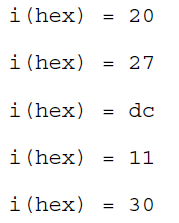 i(hex) = 20
i(hex) = 27
i(hex) = dc
i(hex) = 11
i(hex) = 30